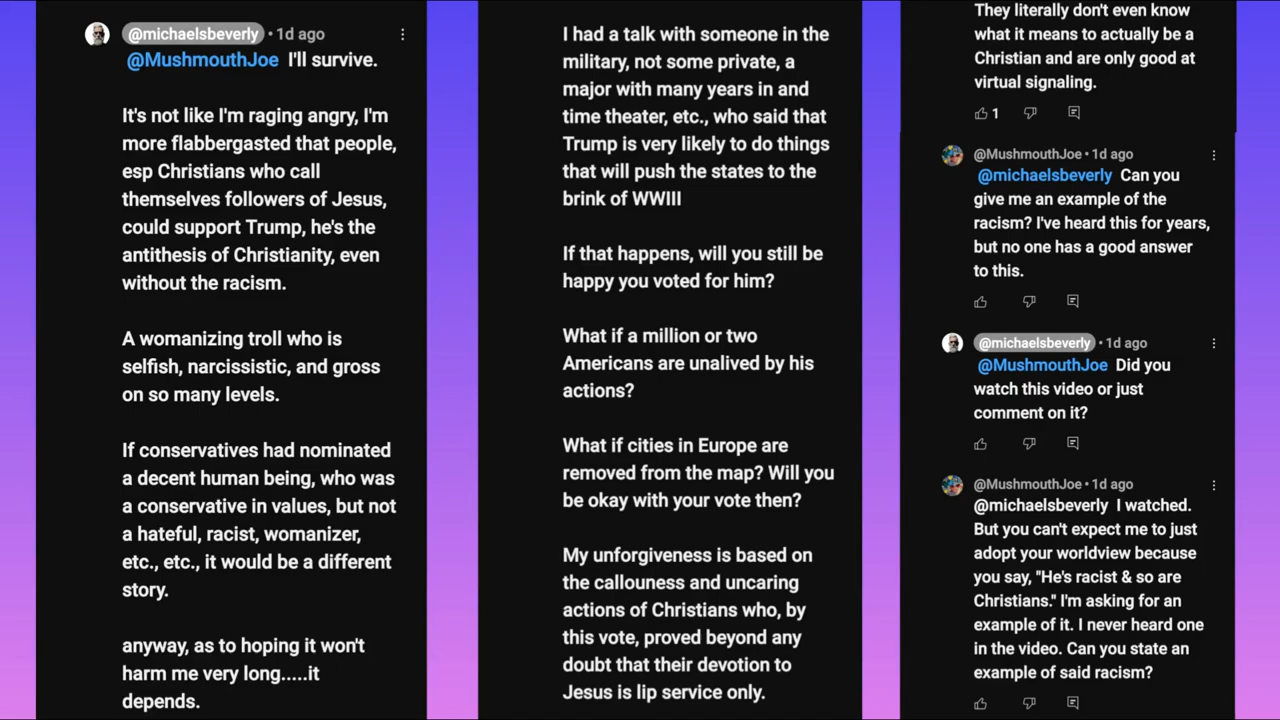 @michaelsbeverly • 1d ago
@MushmouthJoe I'll survive.
It's not like I'm raging angry, I'm
more flabbergasted that people,
esp Christians who call
themselves followers of Jesus,
could support Trump, he's the
antithesis of Christianity, even
without the racism.
A womanizing troll who is
selfish, narcissistic, and gross
on so many levels.
If conservatives had nominated
a decent human being, who was
a conservative in values, but not
a hateful, racist, womanizer,
etc., etc., it would be a different
story.
anyway, as to hoping it won't
harm me very long.....it
depends.
I had a talk with someone in the
military, not some private, a
major with many years in and
time theater, etc., who said that
Trump is very likely to do things
that will push the states to the
brink of WWIII
If that happens, will you still be
happy you voted for him?
What if a million or two
Americans are unalived by his
actions?
What if cities in Europe are
removed from the map? Will you
be okay with your vote then?
My unforgiveness is based on
the callouness and uncaring
actions of Christians who, by
this vote, proved beyond any
doubt that their devotion to
Jesus is lip service only.
They literally don't even know
what it means to actually be a
Christian and are only good at
virtual signaling.
1
@MushmouthJoe • 1d ago
@michaelsbeverly Can you
give me an example of the
racism? I've heard this for years,
but no one has a good answer
to this.
@michaelsbeverly • 1d ago
@MushmouthJoe Did you
watch this video or just
comment on it?
@MushmouthJoe • 1d ago
@michaelsbeverly I watched.
But you can't expect me to just
adopt your worldview because
you say, "He's racist & so are
Christians." I'm asking for an
example of it. I never heard one
in the video. Can you state an
example of said racism?